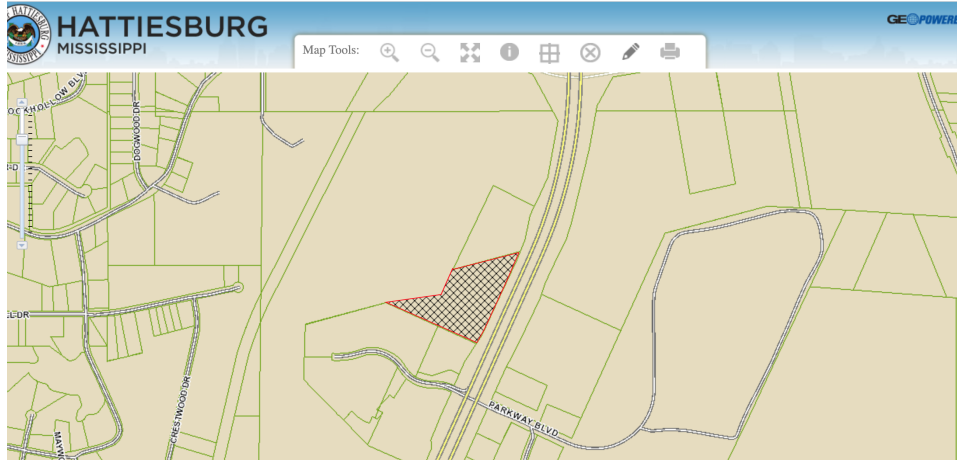 HATTIESBURG
MISSISSIPPI
Map Tools:
DOGWOOD DR
CRESTWOOD DR
PARKWAY BLVD